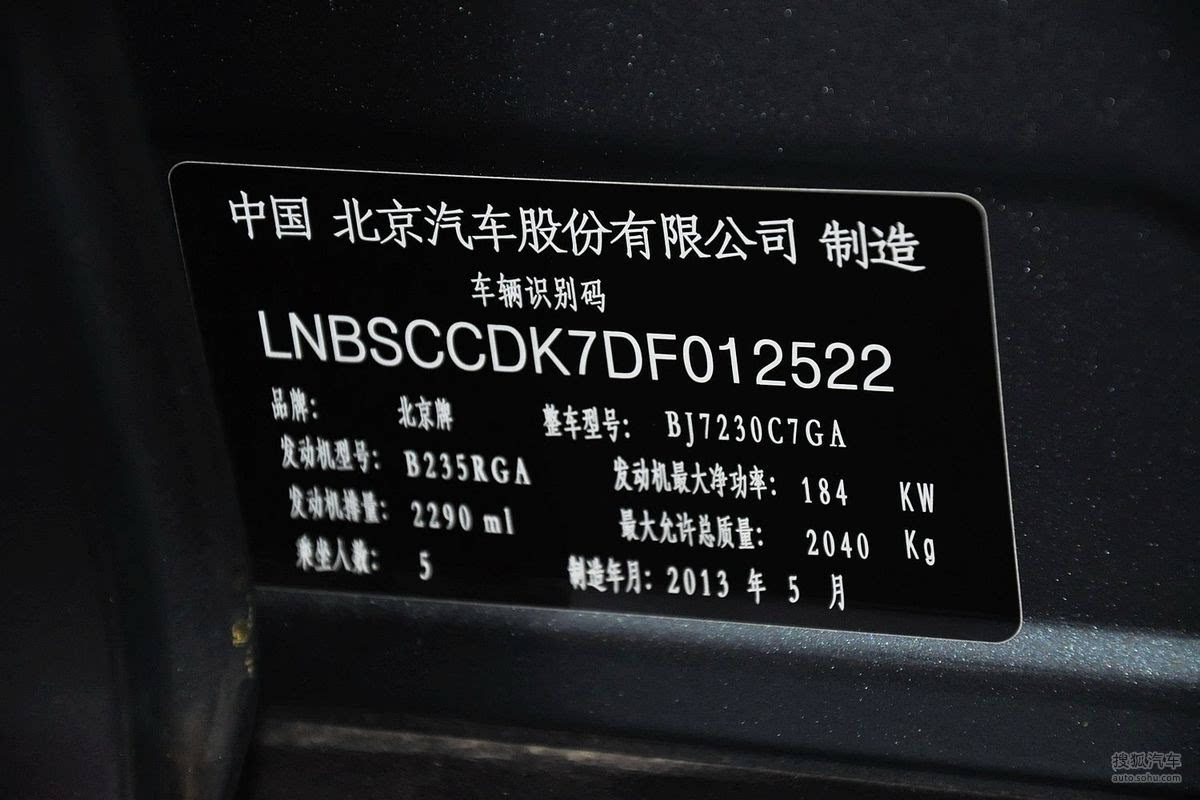 中国 北京汽车股份有限公司 制造
车辆识别码
LNBSCCDK7DF012522
品牌: 北京牌 整车型号: BJ7230C7GA
发动机型号: B235RGA 发动机最大净功率: 184 KW
发动机排量: 2290 ml 最大允许总质量: 2040 Kg
乘坐人数: 5 制造年月: 2013 年 5 月
搜狐汽车
auto.sohu.com